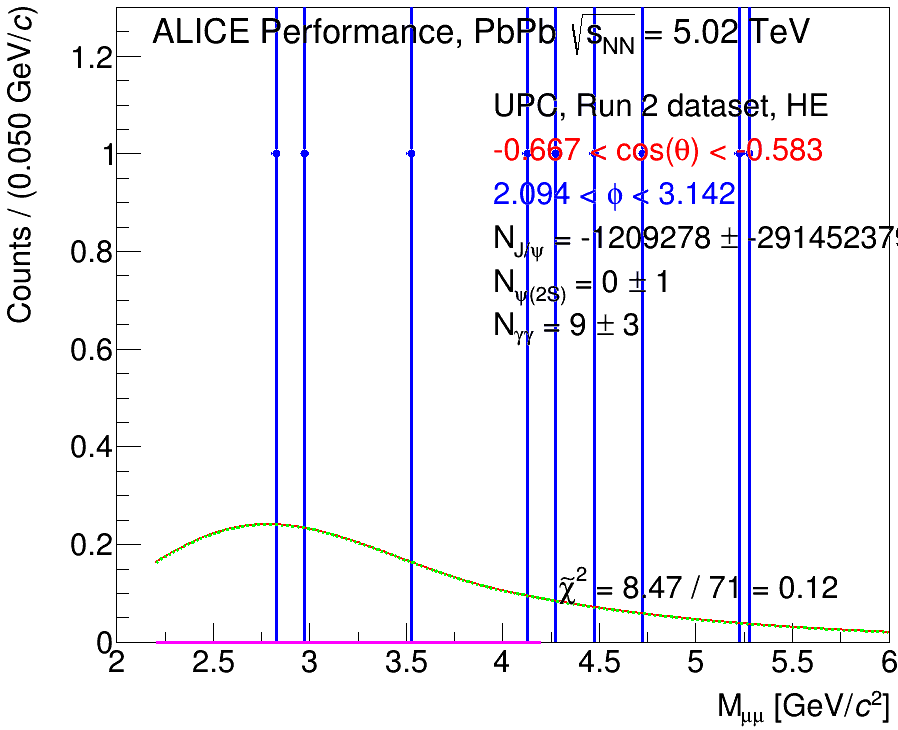 ALICE Performance, PbPb √sNN = 5.02 TeV
UPC, Run 2 dataset, HE
-0.667 < cos(θ) < -0.583
2.094 < φ < 3.142
NJ/ψ = -1209278 ± -291452379
Nψ(2S) = 0 ± 1
Nγγ = 9 ± 3
χ̃² = 8.47 / 71 = 0.12
Counts / (0.050 GeV/c)
1.2
1
0.8
0.6
0.4
0.2
0
2 2.5 3 3.5 4 4.5 5 5.5 6
Mμμ [GeV/c²]